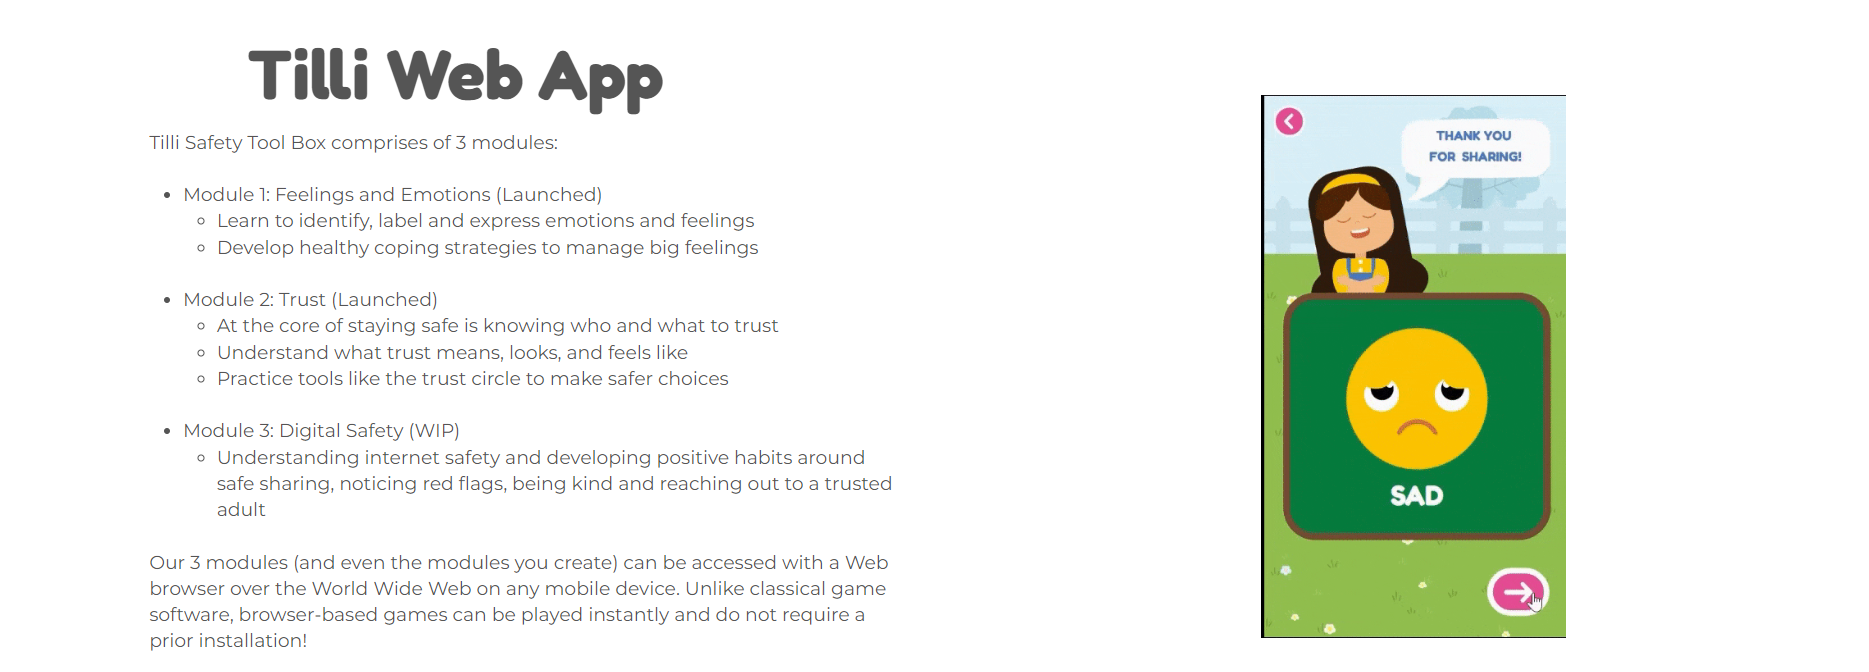 Tilli Web App
Tilli Safety Tool Box comprises of 3 modules:
• Module 1: Feelings and Emotions (Launched)
◦ Learn to identify, label and express emotions and feelings
◦ Develop healthy coping strategies to manage big feelings
• Module 2: Trust (Launched)
◦ At the core of staying safe is knowing who and what to trust
◦ Understand what trust means, looks, and feels like
◦ Practice tools like the trust circle to make safer choices
• Module 3: Digital Safety (WIP)
◦ Understanding internet safety and developing positive habits around
safe sharing, noticing red flags, being kind and reaching out to a trusted
adult
Our 3 modules (and even the modules you create) can be accessed with a Web
browser over the World Wide Web on any mobile device. Unlike classical game
software, browser-based games can be played instantly and do not require a
prior installation!
THANK YOU
FOR SHARING!
SAD